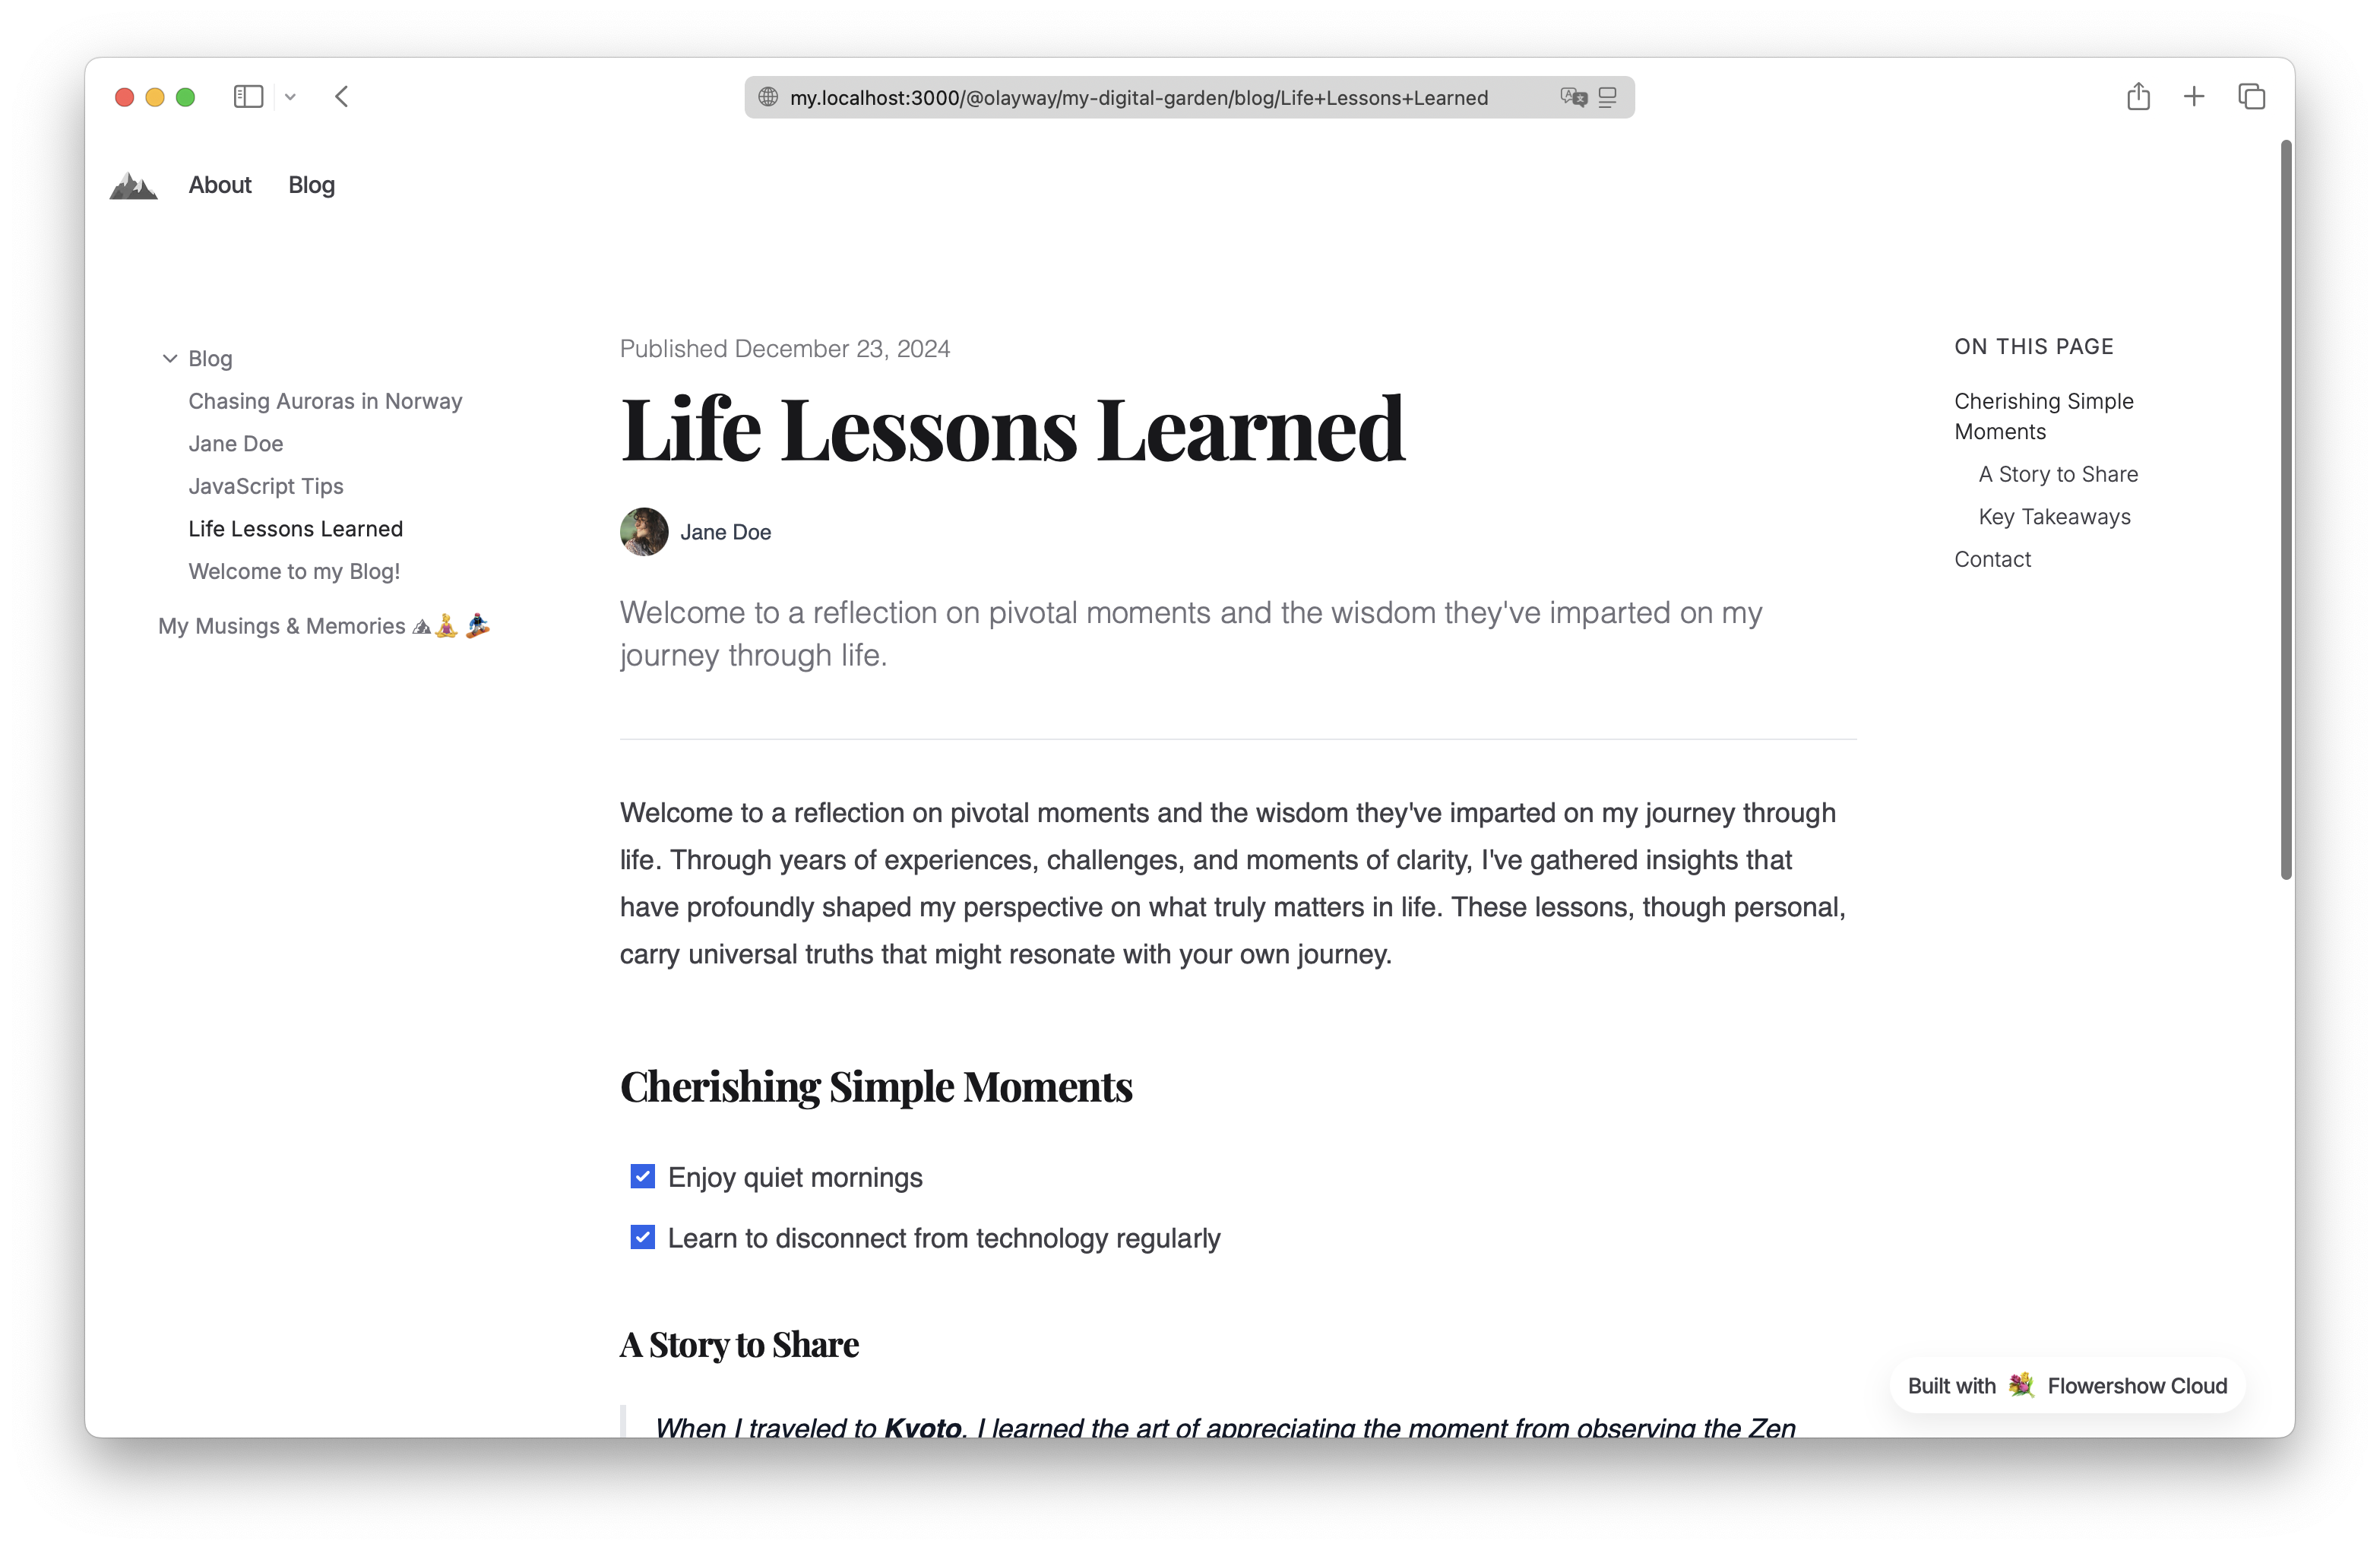 my.localhost:3000/@olayway/my-digital-garden/blog/Life+Lessons+Learned
About
Blog
Blog
Chasing Auroras in Norway
Jane Doe
JavaScript Tips
Life Lessons Learned
Welcome to my Blog!
My Musings & Memories 🏔🧘‍♀️ 🏂
Published December 23, 2024
Life Lessons Learned
Jane Doe
Welcome to a reflection on pivotal moments and the wisdom they've imparted on my
journey through life.
Welcome to a reflection on pivotal moments and the wisdom they've imparted on my journey through
life. Through years of experiences, challenges, and moments of clarity, I've gathered insights that
have profoundly shaped my perspective on what truly matters in life. These lessons, though personal,
carry universal truths that might resonate with your own journey.
Cherishing Simple Moments
Enjoy quiet mornings
Learn to disconnect from technology regularly
A Story to Share
When I traveled to Kyoto, I learned the art of appreciating the moment from observing the Zen
ON THIS PAGE
Cherishing Simple
Moments
A Story to Share
Key Takeaways
Contact
Built with 💐 Flowershow Cloud